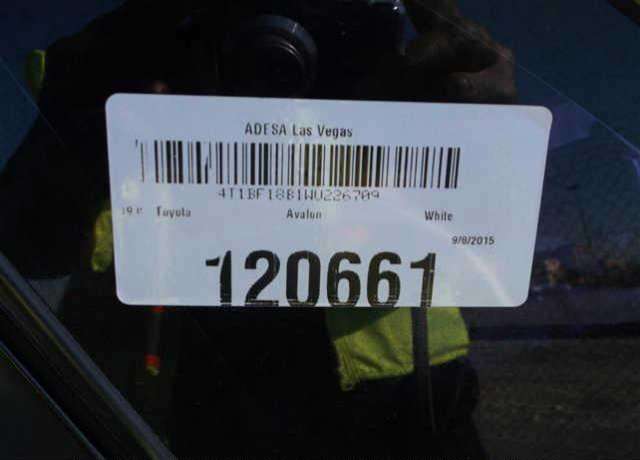 ADESA Las Vegas
4T1BF18B1WU226709
Toyota Avalon White
9/8/2015
120661